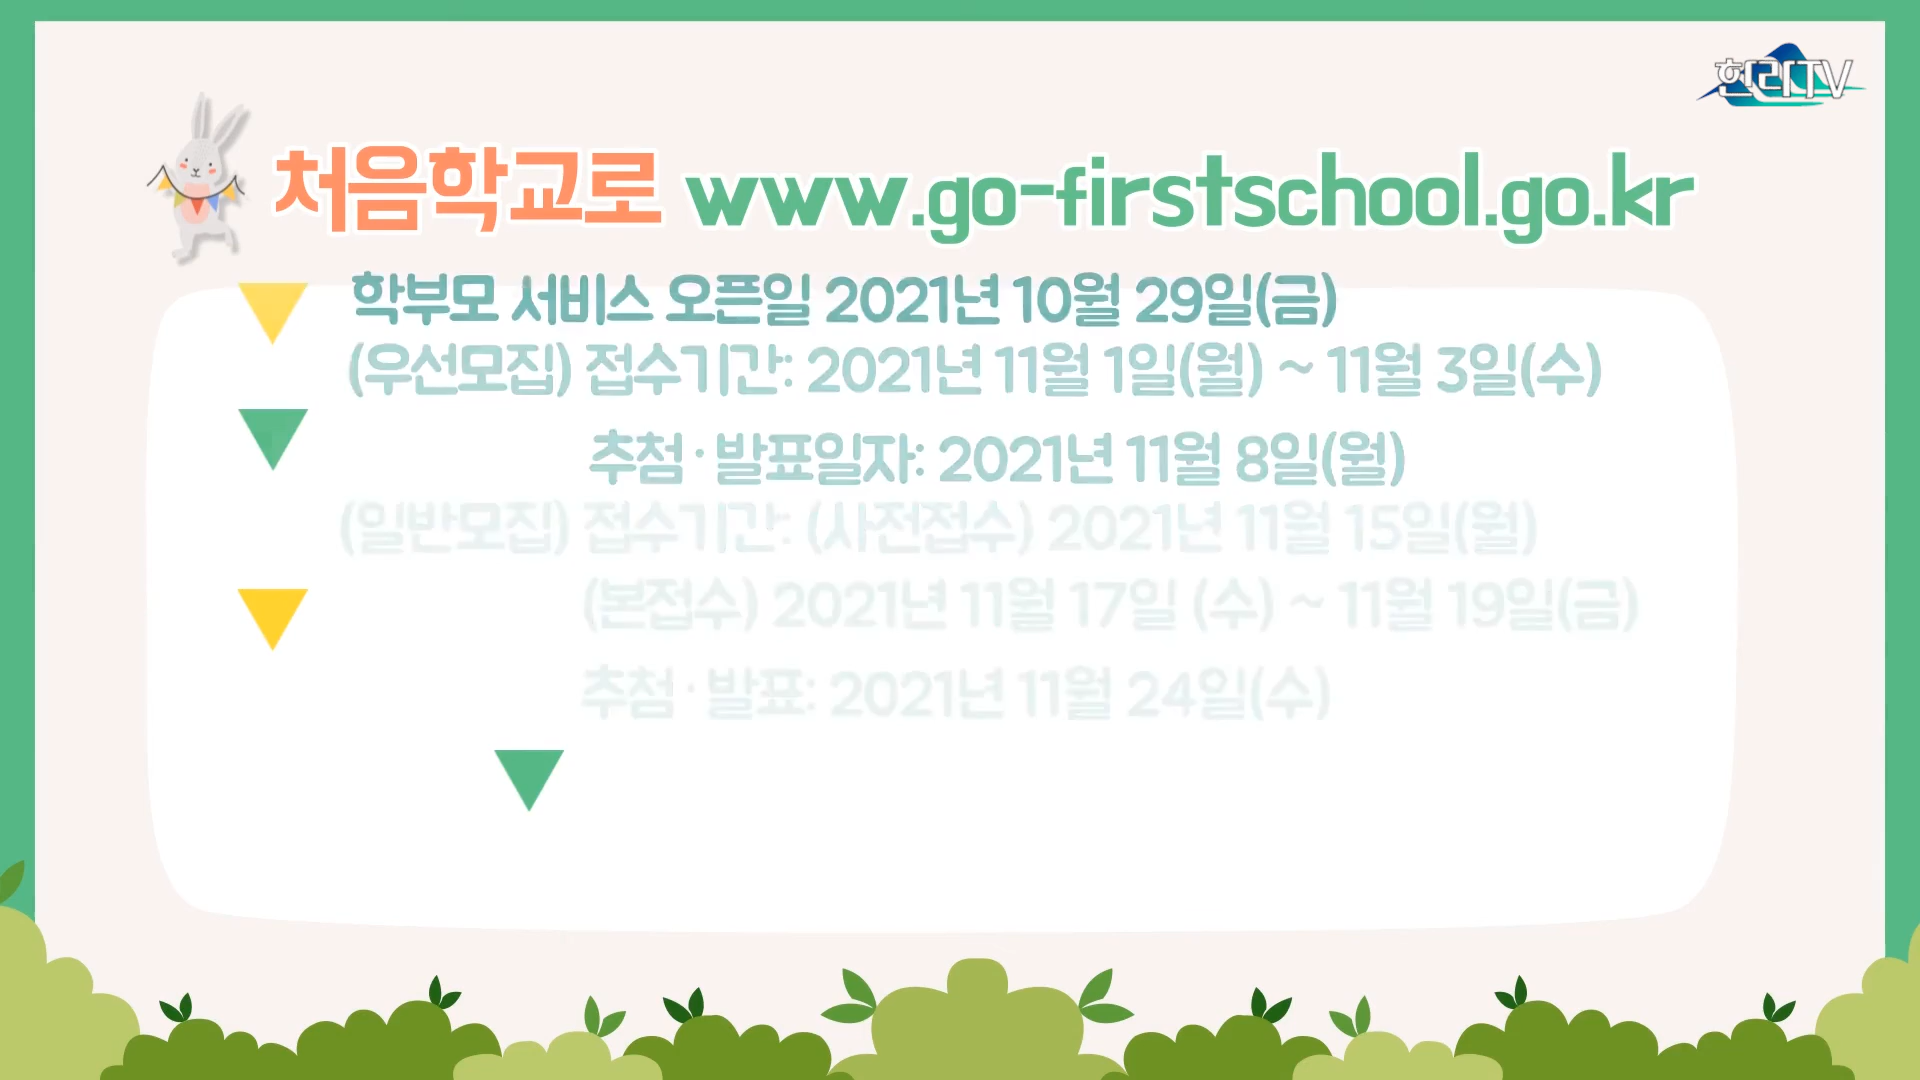 한라TV
처음학교로 www.go-firstschool.go.kr
학부모 서비스 오픈일 2021년 10월 29일(금)
(우선모집) 접수기간: 2021년 11월 1일(월) ~ 11월 3일(수)
추첨·발표일자: 2021년 11월 8일(월)
(일반모집) 접수기간: (사전접수) 2021년 11월 15일(월)
(본접수) 2021년 11월 17일 (수) ~ 11월 19일(금)
추첨·발표: 2021년 11월 24일(수)